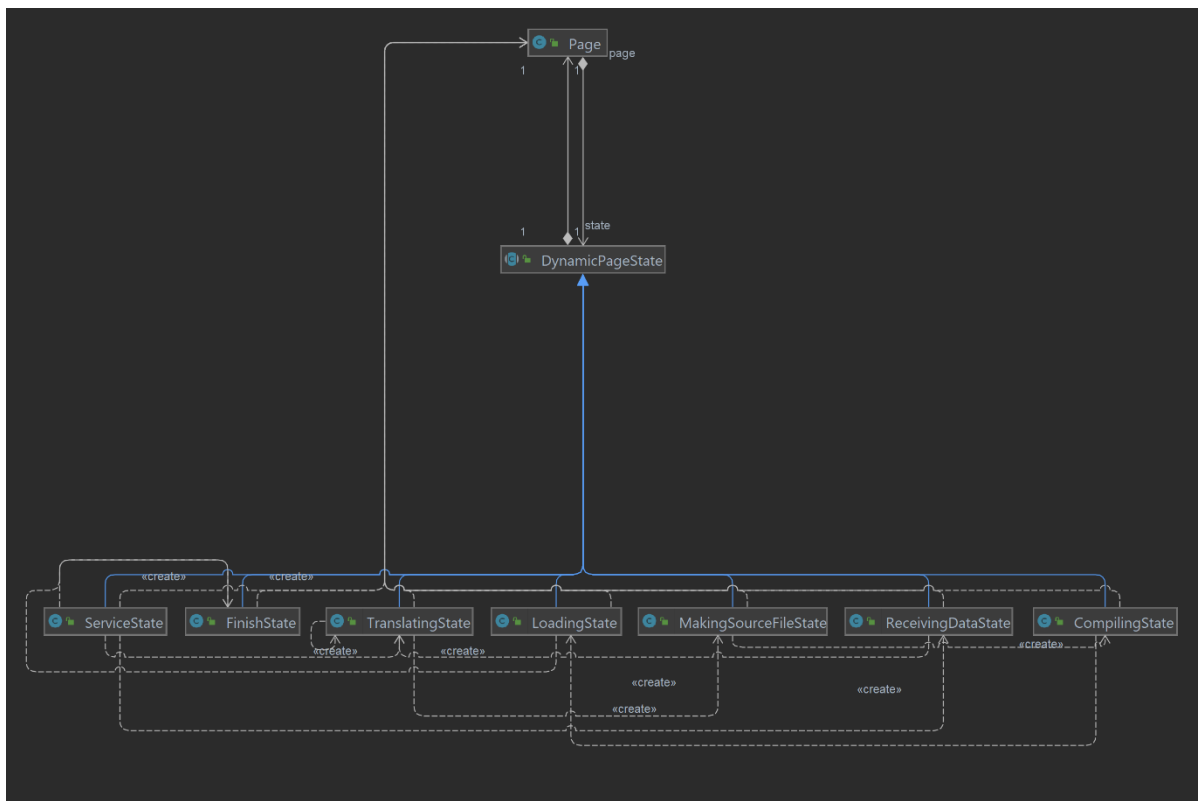 Page
page
1
1
state
1
1
DynamicPageState
«create»
«create»
ServiceState
FinishState
TranslatingState
LoadingState
MakingSourceFileState
ReceivingDataState
CompilingState
«create»
«create»
«create»
«create»
«create»
«create»